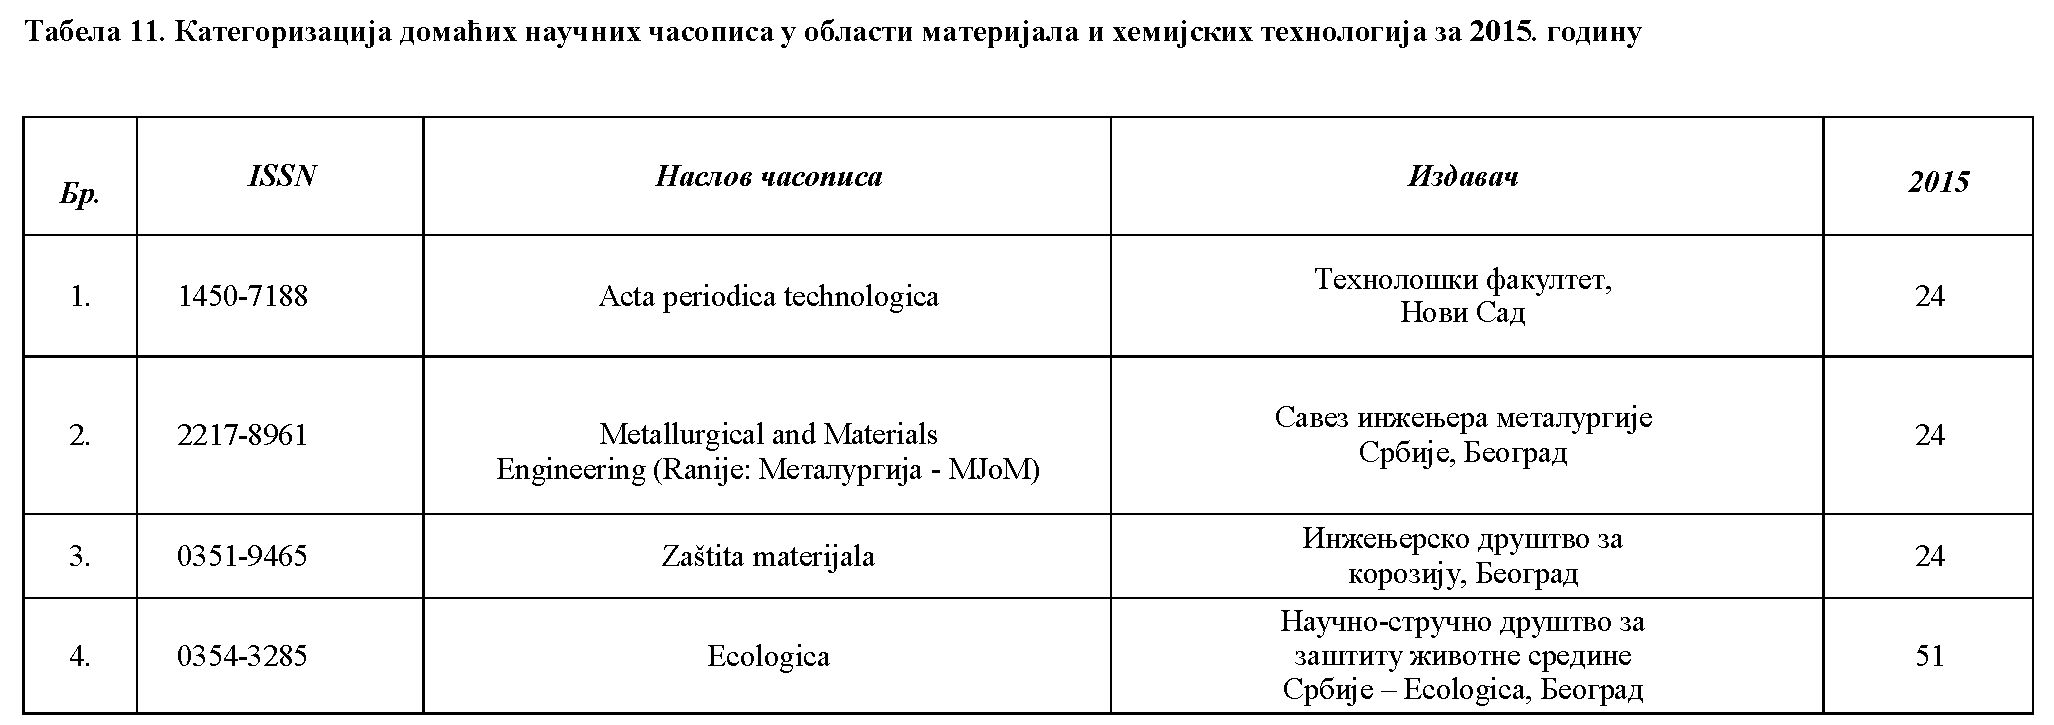 Табела 11. Категоризација домаћих научних часописа у области материјала и хемијских технологија за 2015. годину
Бр. ISSN Наслов часописа Издавач 2015
1. 1450-7188 Acta periodica technologica Технолошки факултет,
Нови Сад 24
2. 2217-8961 Metallurgical and Materials
Engineering (Ranije: Металургија - MJoM) Савез инжењера металургије
Србије, Београд 24
3. 0351-9465 Zaštita materijala Инжењерско друштво за
корозију, Београд 24
4. 0354-3285 Ecologica Научно-стручно друштво за
заштиту животне средине
Србије – Ecologica, Београд 51